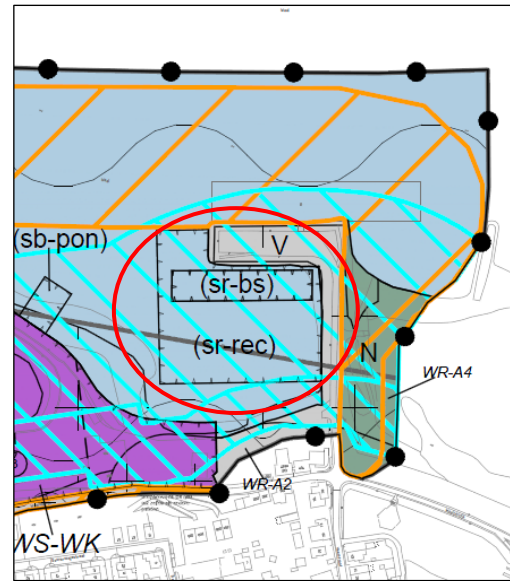 V
(sb-pon)
(sr-bs)
(sr-rec)
N
WR-A4
WR-A2
WS-WK